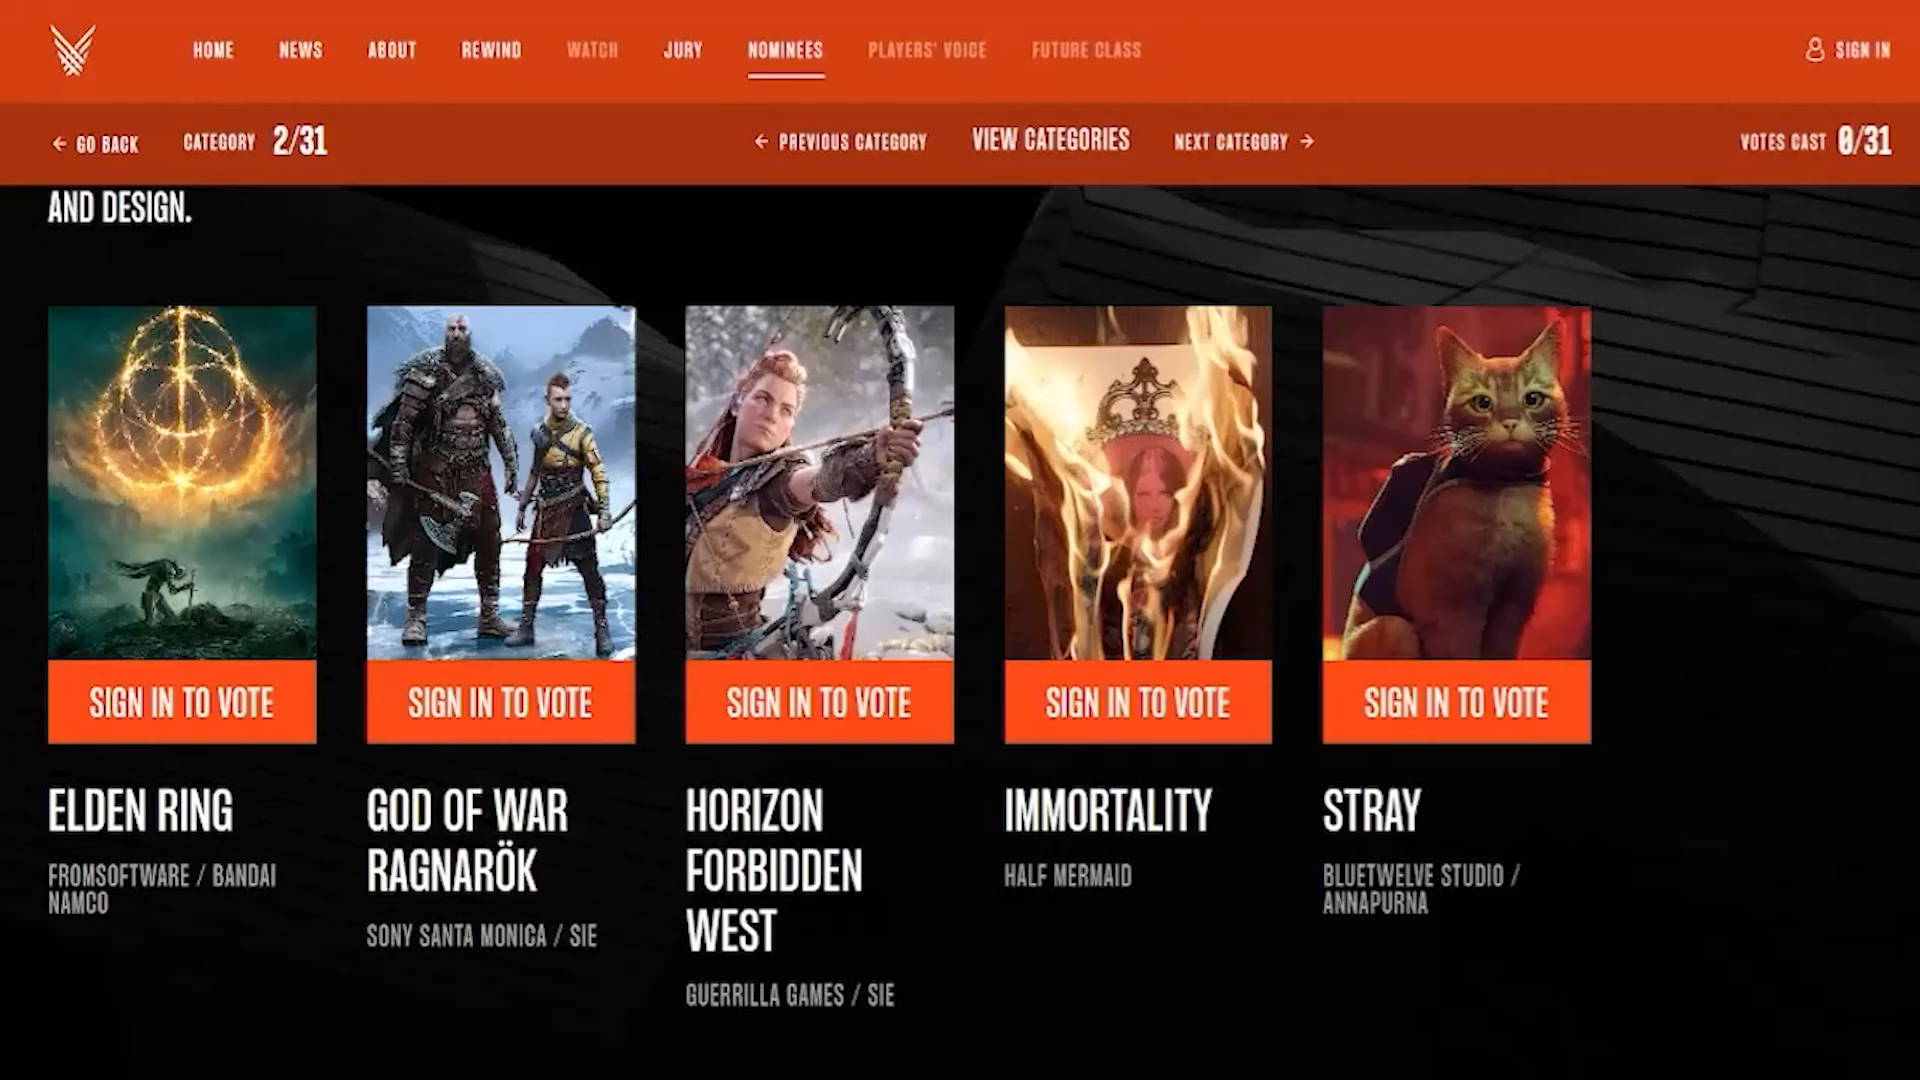 HOME NEWS ABOUT REWIND WATCH JURY NOMINEES PLAYERS' VOICE FUTURE CLASS SIGN IN
← GO BACK CATEGORY 2/31 ← PREVIOUS CATEGORY VIEW CATEGORIES NEXT CATEGORY → VOTES CAST 0/31
AND DESIGN.
SIGN IN TO VOTE
ELDEN RING
FROMSOFTWARE / BANDAI
NAMCO
SIGN IN TO VOTE
GOD OF WAR
RAGNARÖK
SONY SANTA MONICA / SIE
SIGN IN TO VOTE
HORIZON
FORBIDDEN
WEST
GUERRILLA GAMES / SIE
SIGN IN TO VOTE
IMMORTALITY
HALF MERMAID
SIGN IN TO VOTE
STRAY
BLUETWELVE STUDIO /
ANNAPURNA